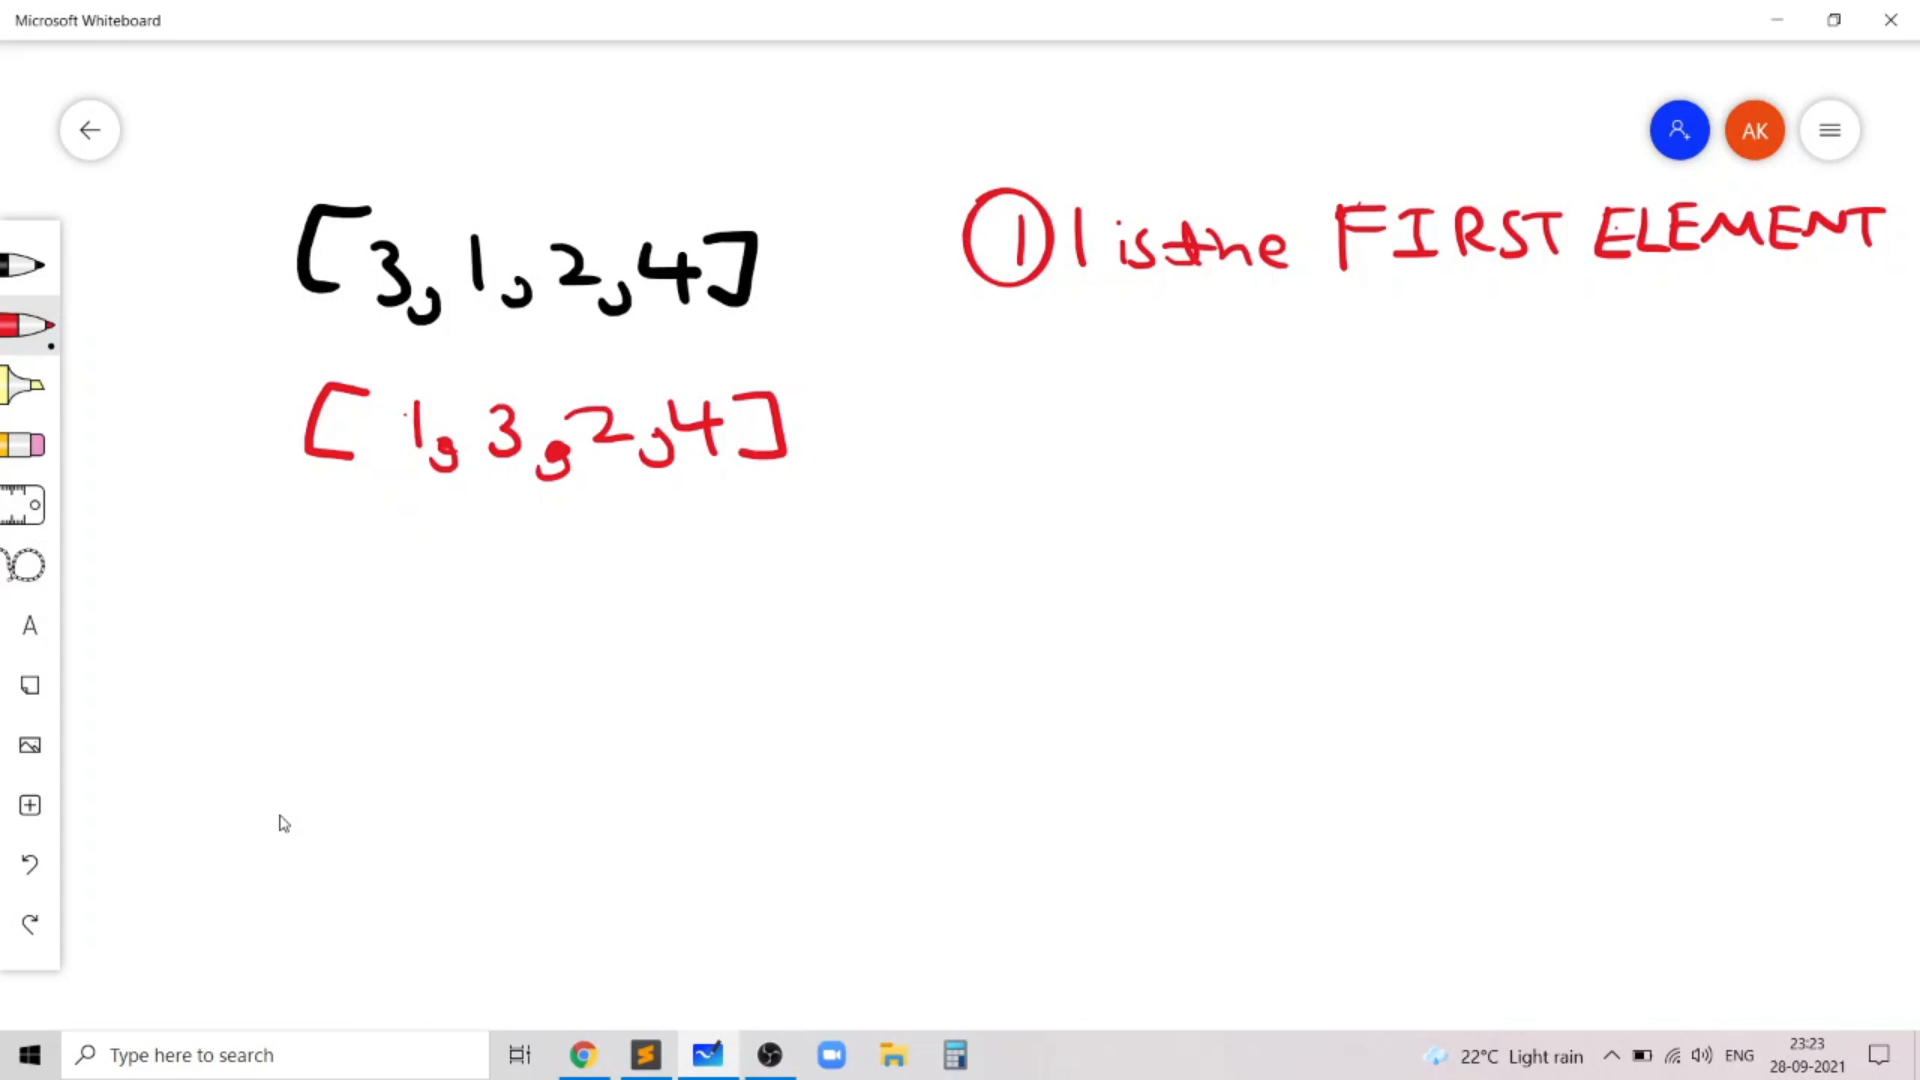 Microsoft Whiteboard
AK
[3, 1, 2, 4]
① 1 is the FIRST ELEMENT
[ 1, 3, 2, 4 ]
A
Type here to search
22°C Light rain
ENG
23:23
28-09-2021